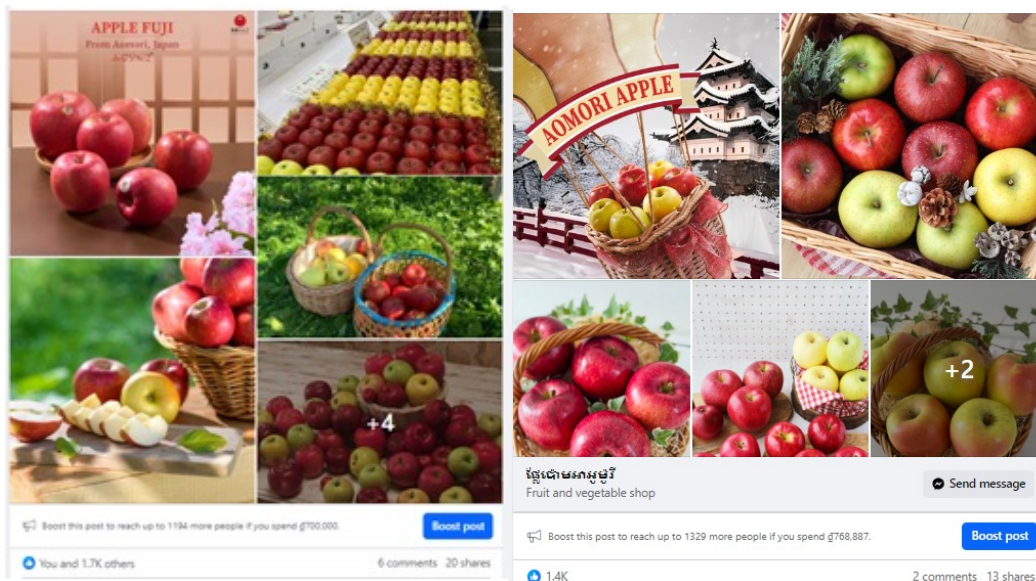 APPLE FUJI
From Aomori, Japan
+4
Boost this post to reach up to 1194 more people if you spend ₫700,000.
Boost post
You and 1.7K others
6 comments 20 shares
AOMORI APPLE
+2
ផ្លែប៉ោមអាអូម៉ូរី
Fruit and vegetable shop
Send message
Boost this post to reach up to 1329 more people if you spend ₫768,887.
Boost post
1.4K
2 comments 13 shares